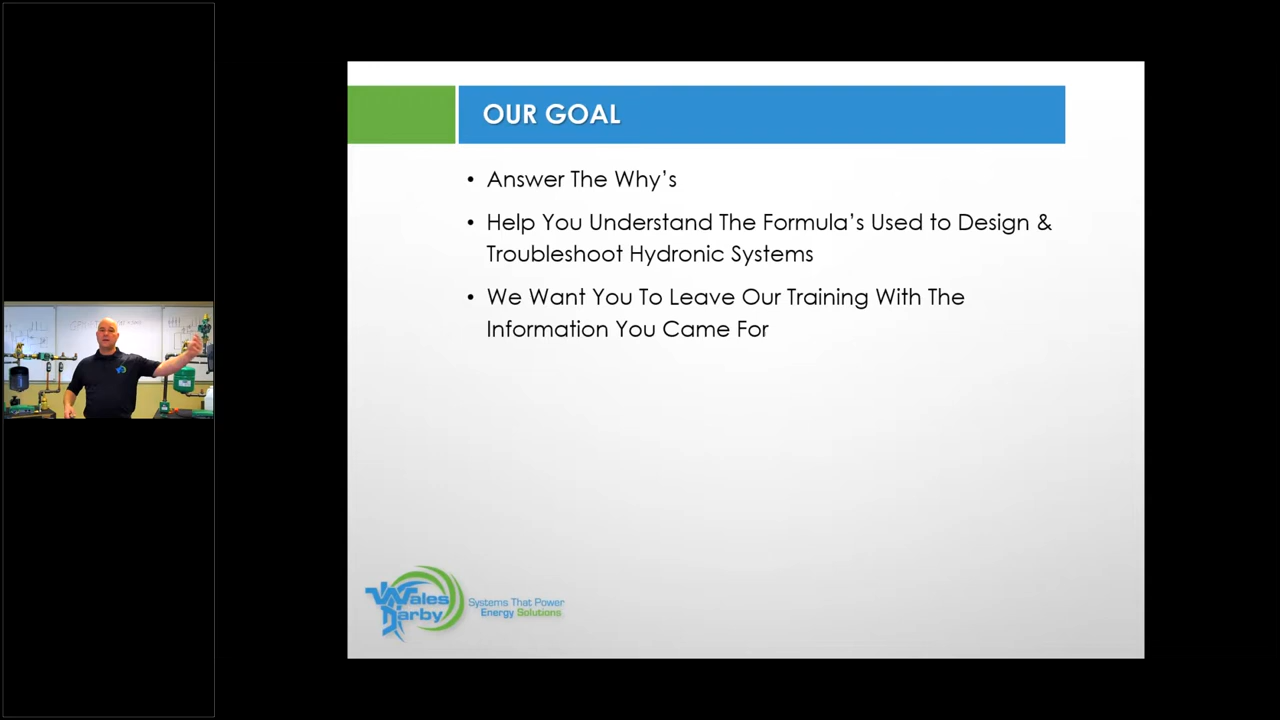 OUR GOAL
• Answer The Why's
• Help You Understand The Formula's Used to Design &
Troubleshoot Hydronic Systems
• We Want You To Leave Our Training With The
Information You Came For
Wales
Darby
Systems That Power
Energy Solutions